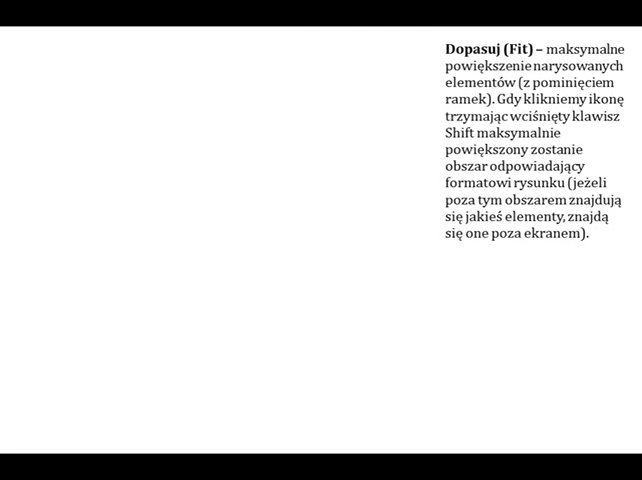 Dopasuj (Fit) – maksymalne
powiększenie narysowanych
elementów (z pominięciem
ramek). Gdy klikniemy ikonę
trzymając wciśnięty klawisz
Shift maksymalnie
powiększony zostanie
obszar odpowiadający
formatowi rysunku (jeżeli
poza tym obszarem znajdują
się jakieś elementy, znajdą
się one poza ekranem).